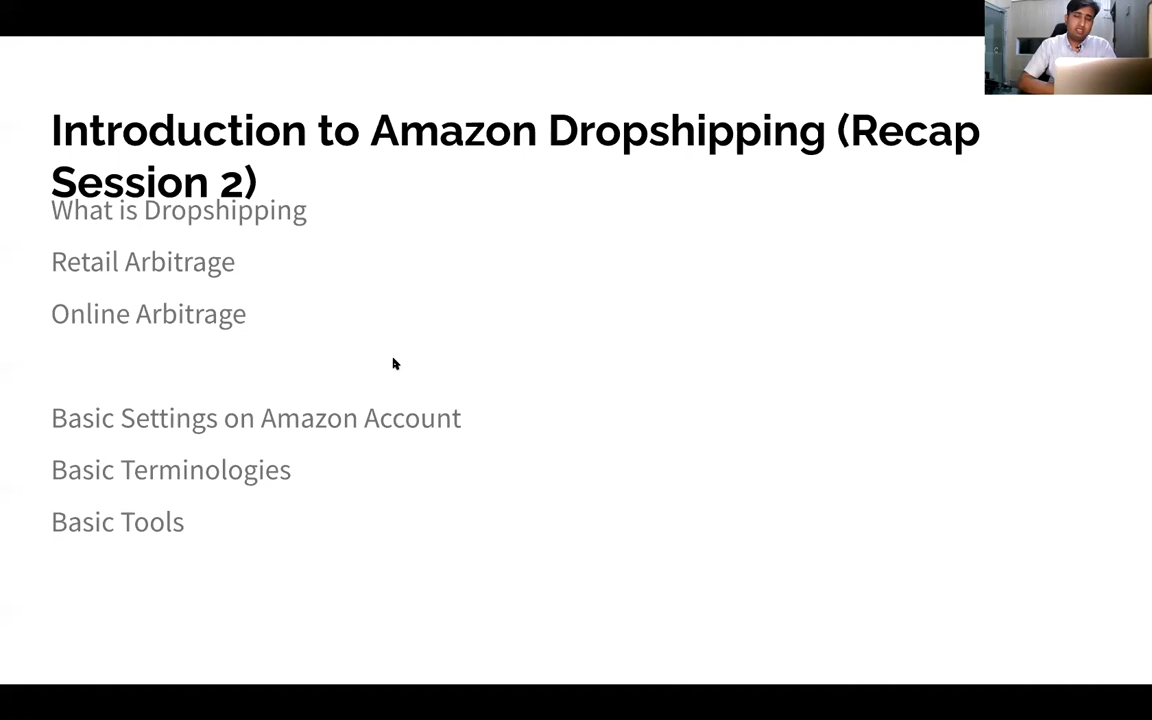 Introduction to Amazon Dropshipping (Recap
Session 2)
What is Dropshipping
Retail Arbitrage
Online Arbitrage
Basic Settings on Amazon Account
Basic Terminologies
Basic Tools